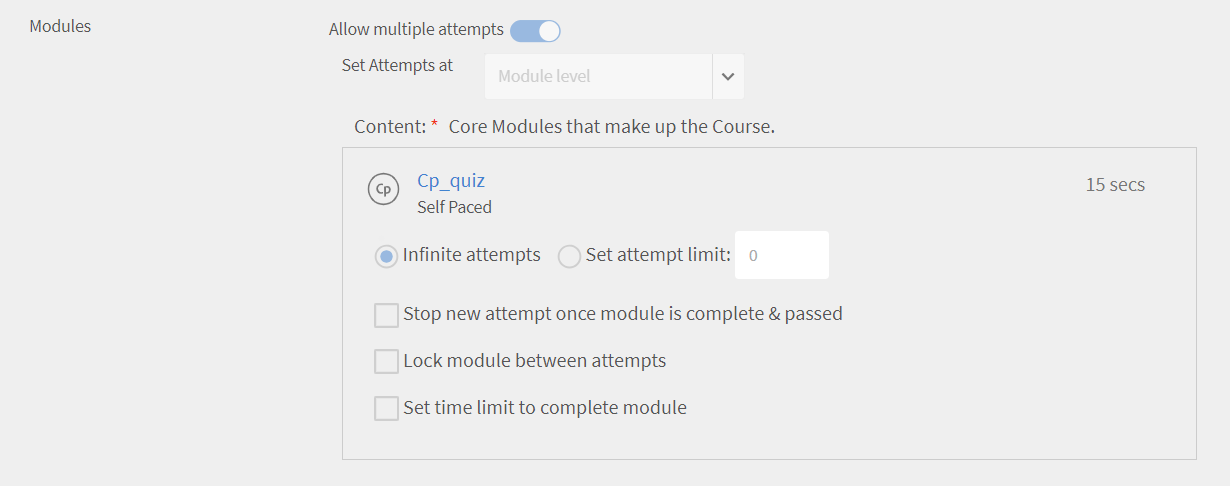 Modules
Allow multiple attempts
Set Attempts at
Module level
Content: * Core Modules that make up the Course.
Cp
Cp_quiz
15 secs
Self Paced
Infinite attempts Set attempt limit: 0
Stop new attempt once module is complete & passed
Lock module between attempts
Set time limit to complete module